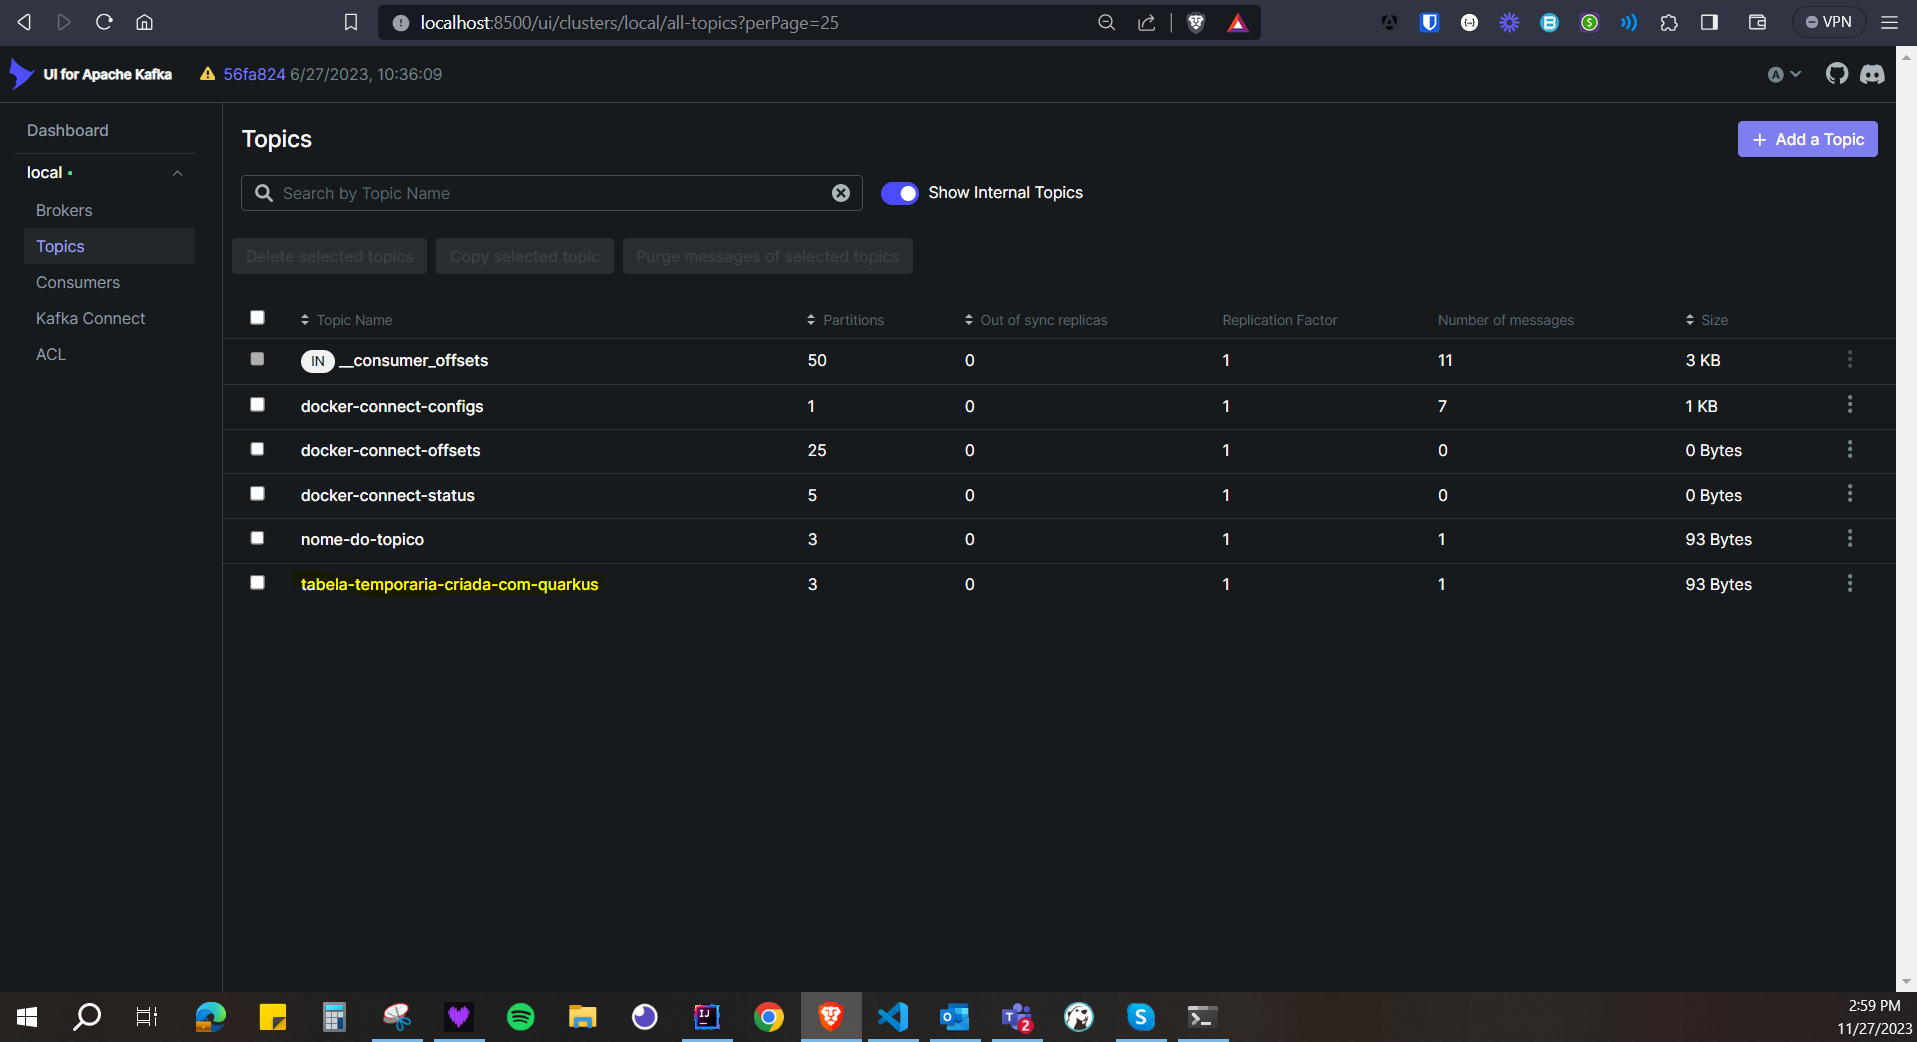 localhost:8500/ui/clusters/local/all-topics?perPage=25
VPN
UI for Apache Kafka
56fa824 6/27/2023, 10:36:09
A
Dashboard
local
Brokers
Topics
Consumers
Kafka Connect
ACL
Topics
+ Add a Topic
Search by Topic Name
Show Internal Topics
Delete selected topics Copy selected topic Purge messages of selected topics
Topic Name Partitions Out of sync replicas Replication Factor Number of messages Size
IN __consumer_offsets 50 0 1 11 3 KB
docker-connect-configs 1 0 1 7 1 KB
docker-connect-offsets 25 0 1 0 0 Bytes
docker-connect-status 5 0 1 0 0 Bytes
nome-do-topico 3 0 1 1 93 Bytes
tabela-temporaria-criada-com-quarkus 3 0 1 1 93 Bytes
2:59 PM
11/27/2023